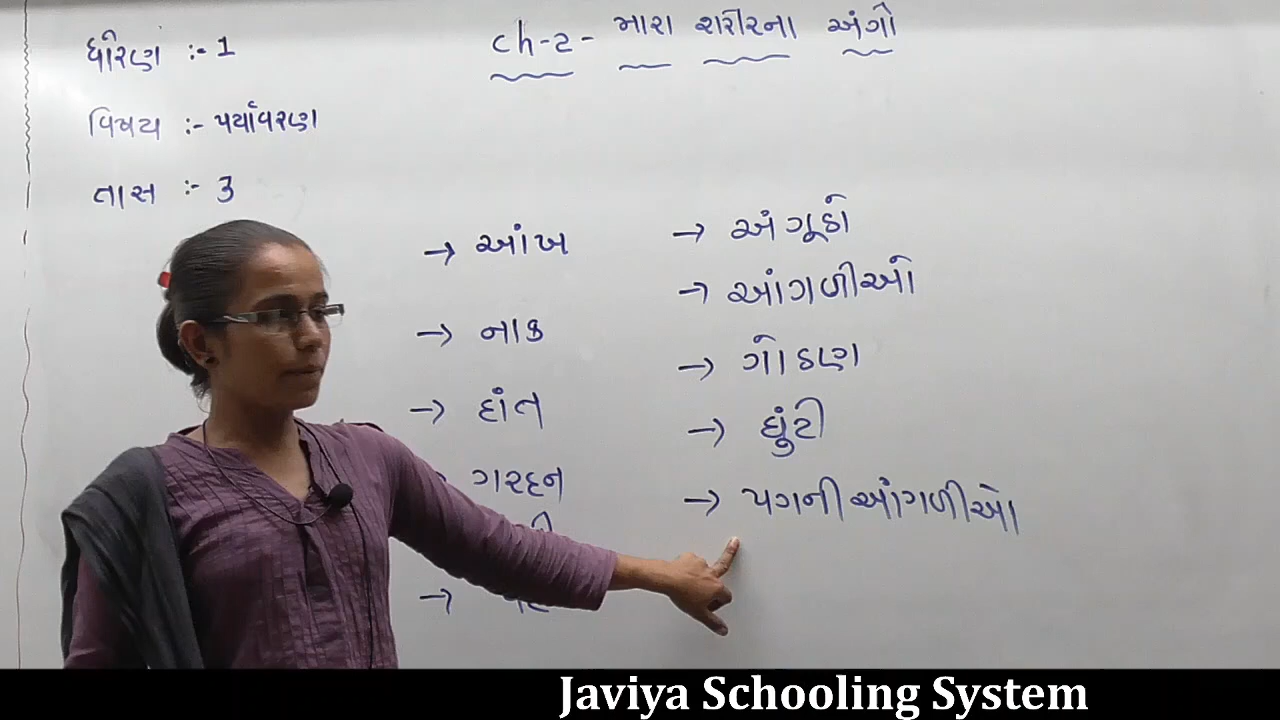 ધોરણ :- 1
વિષય :- પર્યાવરણ
તાસ :- 3
ch-2- મારા શરીરના અંગો
→ આંખ
→ નાક
→ દાંત
ગરદન
→
→ અંગૂઠો
→ આંગળીઓ
→ ગોઠણ
→ ઘુંટી
→ પગની આંગળીઓ
Javiya Schooling System